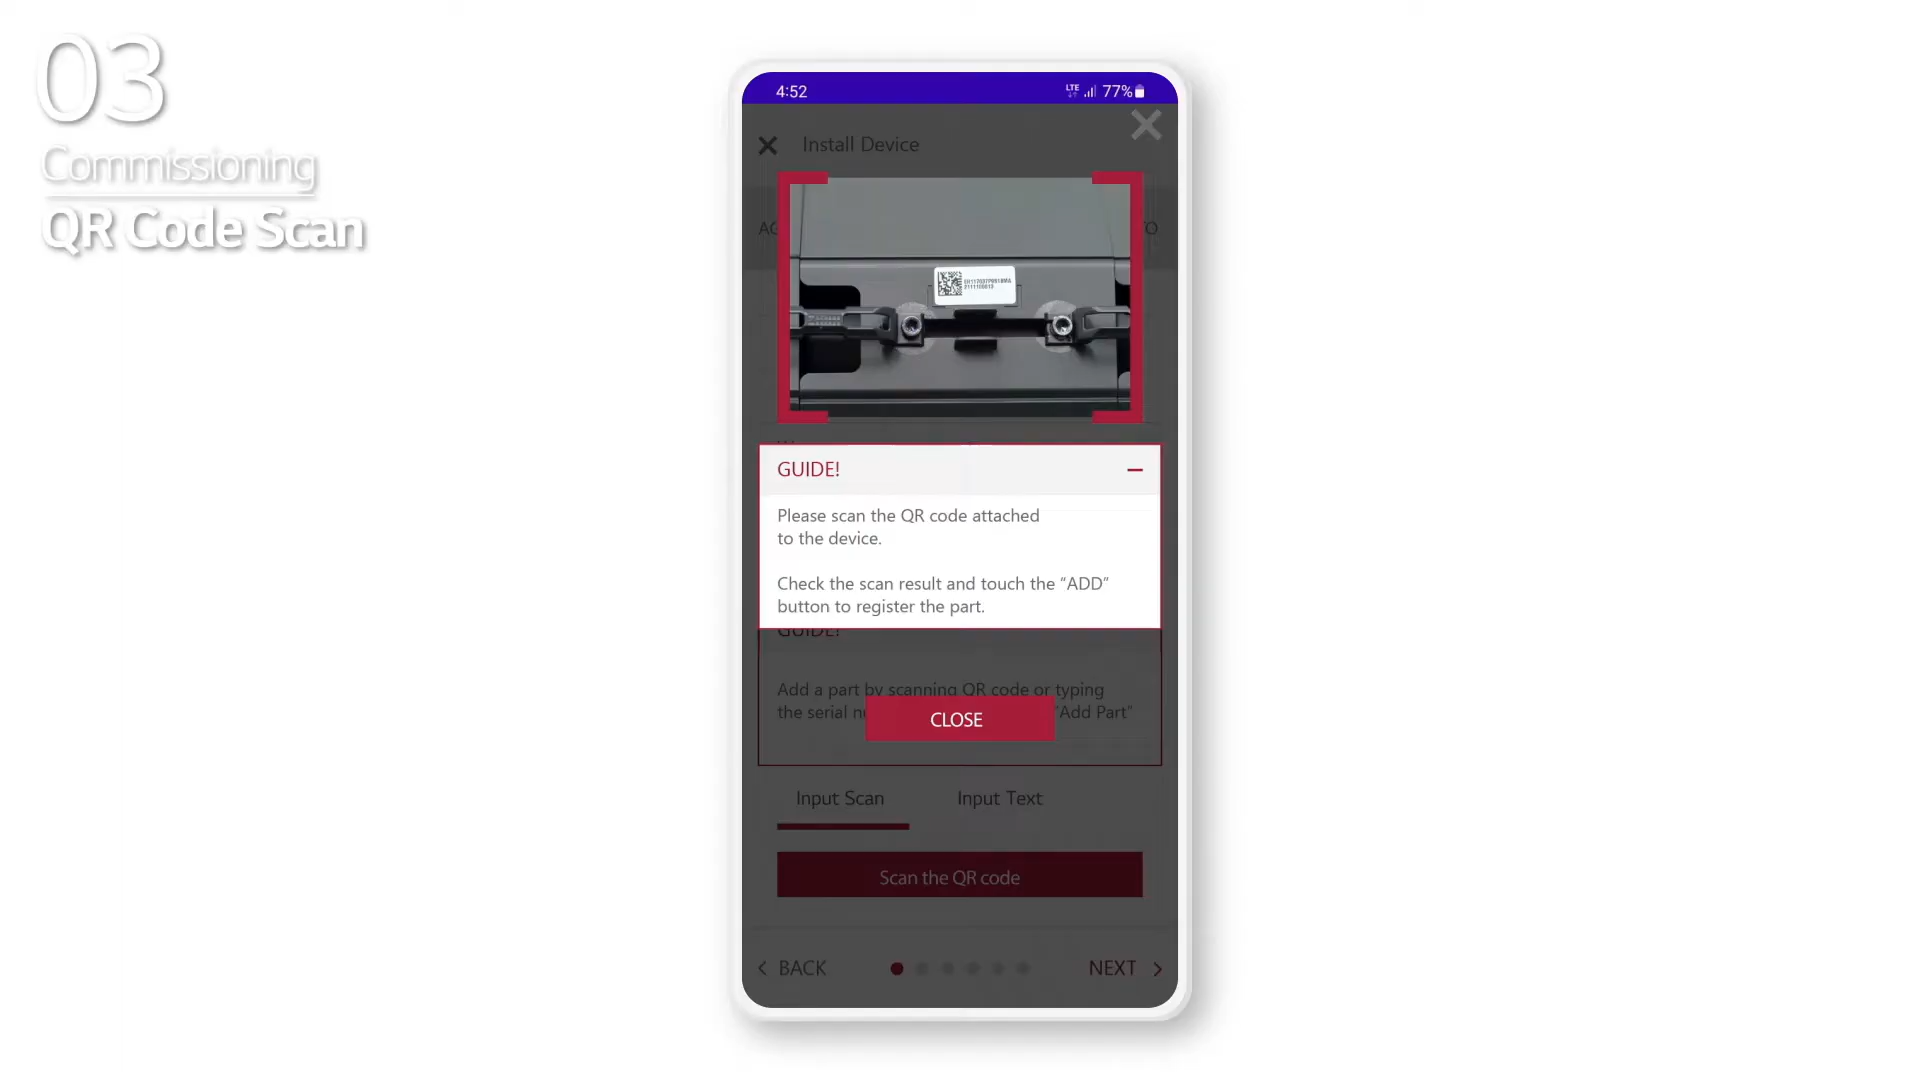 03
Commissioning
QR Code Scan
4:52
LTE
77%
Install Device
GUIDE!
Please scan the QR code attached
to the device.
Check the scan result and touch the “ADD”
button to register the part.
GUIDE!
Add a part by scanning QR code or typing
the serial “Add Part”
CLOSE
Input Scan
Input Text
Scan the QR code
BACK
NEXT